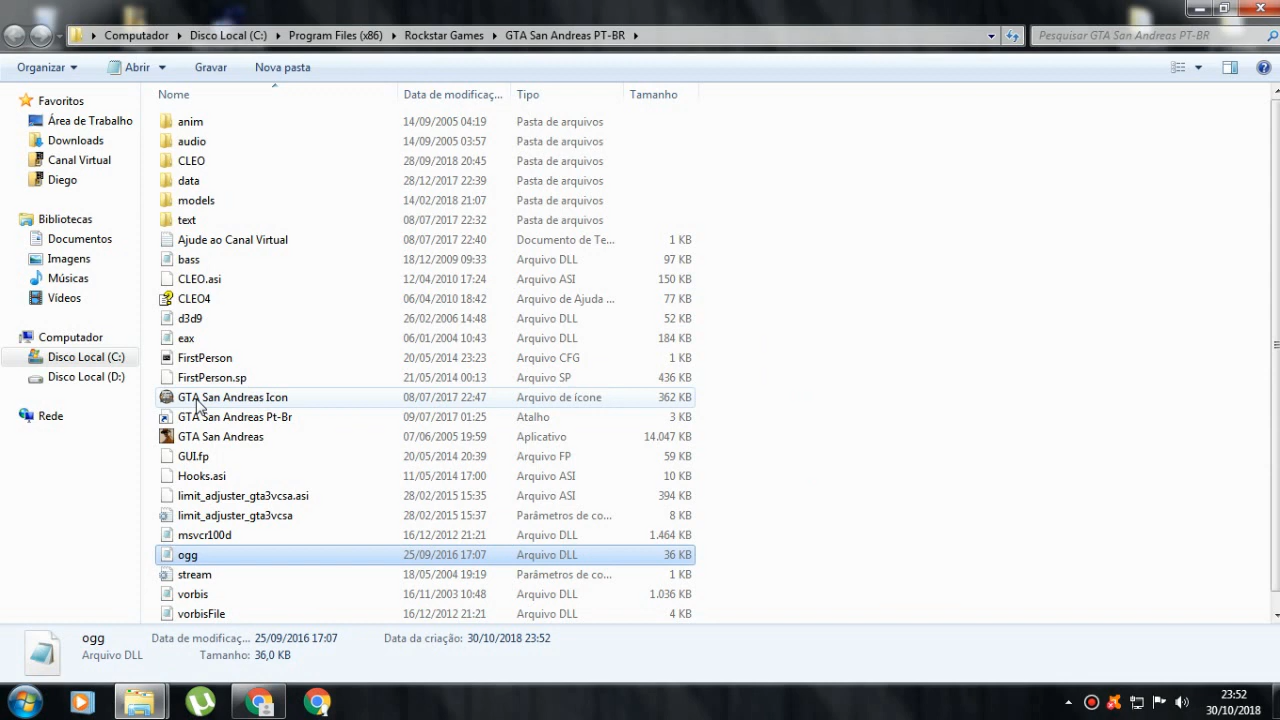 Computador Disco Local (C:) Program Files (x86) Rockstar Games GTA San Andreas PT-BR Pesquisar GTA San Andreas PT-BR
Organizar Abrir Gravar Nova pasta
Favoritos
Área de Trabalho
Downloads
Canal Virtual
Diego
Bibliotecas
Documentos
Imagens
Músicas
Vídeos
Computador
Disco Local (C:)
Disco Local (D:)
Rede
Nome Data de modificaç... Tipo Tamanho
anim 14/09/2005 04:19 Pasta de arquivos
audio 14/09/2005 03:57 Pasta de arquivos
CLEO 28/09/2018 20:45 Pasta de arquivos
data 28/12/2017 22:39 Pasta de arquivos
models 14/02/2018 21:07 Pasta de arquivos
text 08/07/2017 22:32 Pasta de arquivos
Ajude ao Canal Virtual 08/07/2017 22:40 Documento de Te... 1 KB
bass 18/12/2009 09:33 Arquivo DLL 97 KB
CLEO.asi 12/04/2010 17:24 Arquivo ASI 150 KB
CLEO4 06/04/2010 18:42 Arquivo de Ajuda ... 77 KB
d3d9 26/02/2006 14:48 Arquivo DLL 52 KB
eax 06/01/2004 10:43 Arquivo DLL 184 KB
FirstPerson 20/05/2014 23:23 Arquivo CFG 1 KB
FirstPerson.sp 21/05/2014 00:13 Arquivo SP 436 KB
GTA San Andreas Icon 08/07/2017 22:47 Arquivo de ícone 362 KB
GTA San Andreas Pt-Br 09/07/2017 01:25 Atalho 3 KB
GTA San Andreas 07/06/2005 19:59 Aplicativo 14.047 KB
GUI.fp 20/05/2014 20:39 Arquivo FP 59 KB
Hooks.asi 11/05/2014 17:00 Arquivo ASI 10 KB
limit_adjuster_gta3vcsa.asi 28/02/2015 15:35 Arquivo ASI 394 KB
limit_adjuster_gta3vcsa 28/02/2015 15:37 Parâmetros de co... 8 KB
msvcr100d 16/12/2012 21:21 Arquivo DLL 1.464 KB
ogg 25/09/2016 17:07 Arquivo DLL 36 KB
stream 18/05/2004 19:19 Parâmetros de co... 1 KB
vorbis 16/11/2003 10:48 Arquivo DLL 1.036 KB
vorbisFile 16/12/2012 21:21 Arquivo DLL 4 KB
ogg Data de modificaç... 25/09/2016 17:07 Data da criação: 30/10/2018 23:52
Arquivo DLL Tamanho: 36,0 KB
23:52
30/10/2018